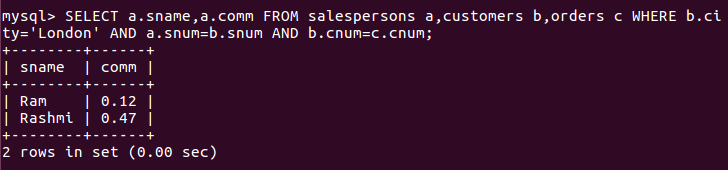 mysql> SELECT a.sname,a.comm FROM salespersons a,customers b,orders c WHERE b.ci
ty='London' AND a.snum=b.snum AND b.cnum=c.cnum;
+--------+------+
| sname  | comm |
+--------+------+
| Ram    | 0.12 |
| Rashmi | 0.47 |
+--------+------+
2 rows in set (0.00 sec)